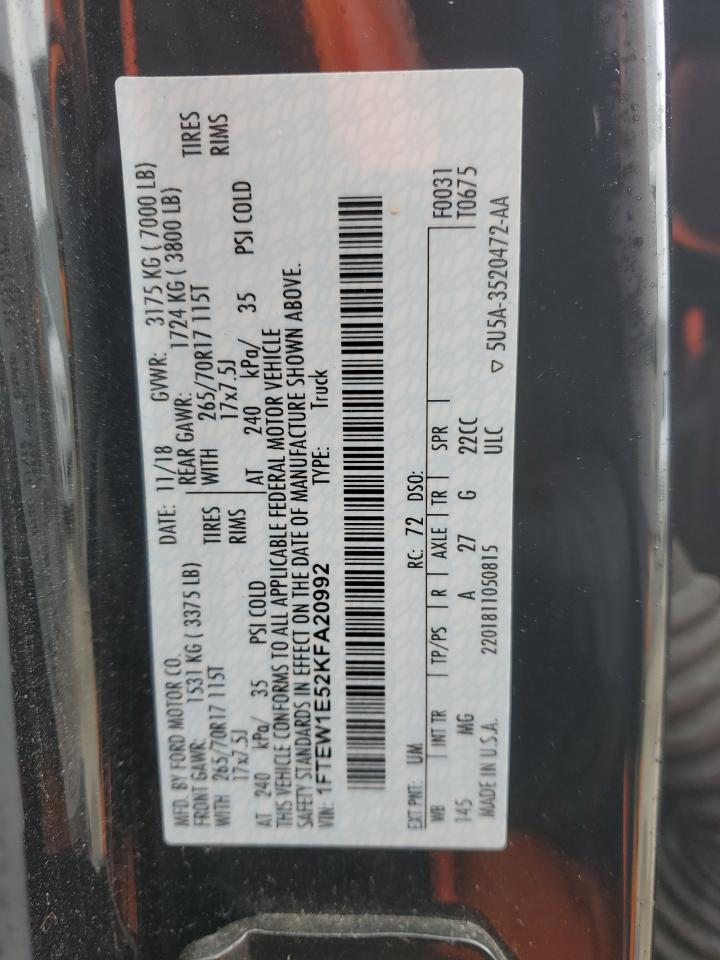 MFD. BY FORD MOTOR CO.
DATE: 11/18 GVWR: 3175 KG ( 7000 LB)
FRONT GAWR: 1531 KG ( 3375 LB)
REAR GAWR: 1724 KG ( 3800 LB)
WITH 265/70R17 115T TIRES
WITH 265/70R17 115T TIRES
17x7.5J RIMS
17x7.5J RIMS
AT 240 kPa/ 35 PSI COLD
AT 240 kPa/ 35 PSI COLD
THIS VEHICLE CONFORMS TO ALL APPLICABLE FEDERAL MOTOR VEHICLE
SAFETY STANDARDS IN EFFECT ON THE DATE OF MANUFACTURE SHOWN ABOVE.
VIN: 1FTEW1E52KFA20992 TYPE: Truck
EXT PNT: UM RC: 72 DSO: F0031
WB INT TR TP/PS R AXLE TR SPR T0675
145 MG A 27 G 22CC
MADE IN U.S.A. 2201811050815 ULC
▽ 5U5A-3520472-AA